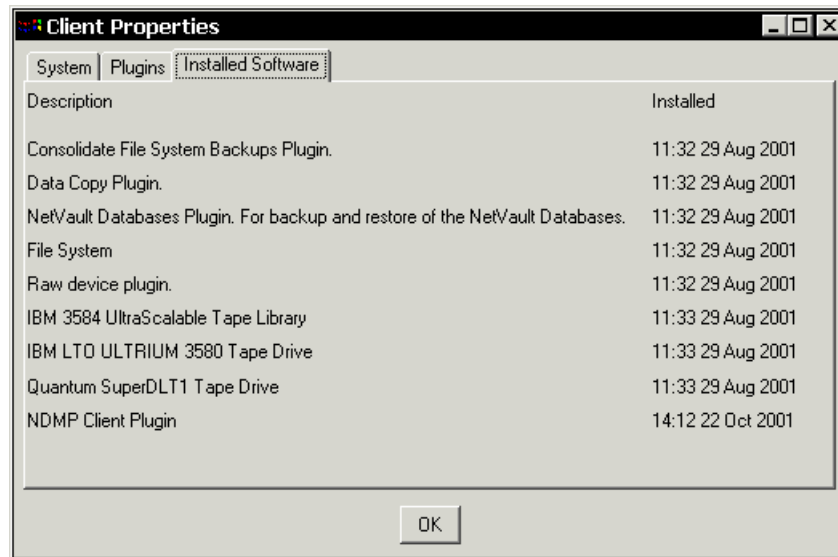 Client Properties
System Plugins Installed Software
Description Installed
Consolidate File System Backups Plugin. 11:32 29 Aug 2001
Data Copy Plugin. 11:32 29 Aug 2001
NetVault Databases Plugin. For backup and restore of the NetVault Databases. 11:32 29 Aug 2001
File System 11:32 29 Aug 2001
Raw device plugin. 11:32 29 Aug 2001
IBM 3584 UltraScalable Tape Library 11:33 29 Aug 2001
IBM LTO ULTRIUM 3580 Tape Drive 11:33 29 Aug 2001
Quantum SuperDLT1 Tape Drive 11:33 29 Aug 2001
NDMP Client Plugin 14:12 22 Oct 2001
OK